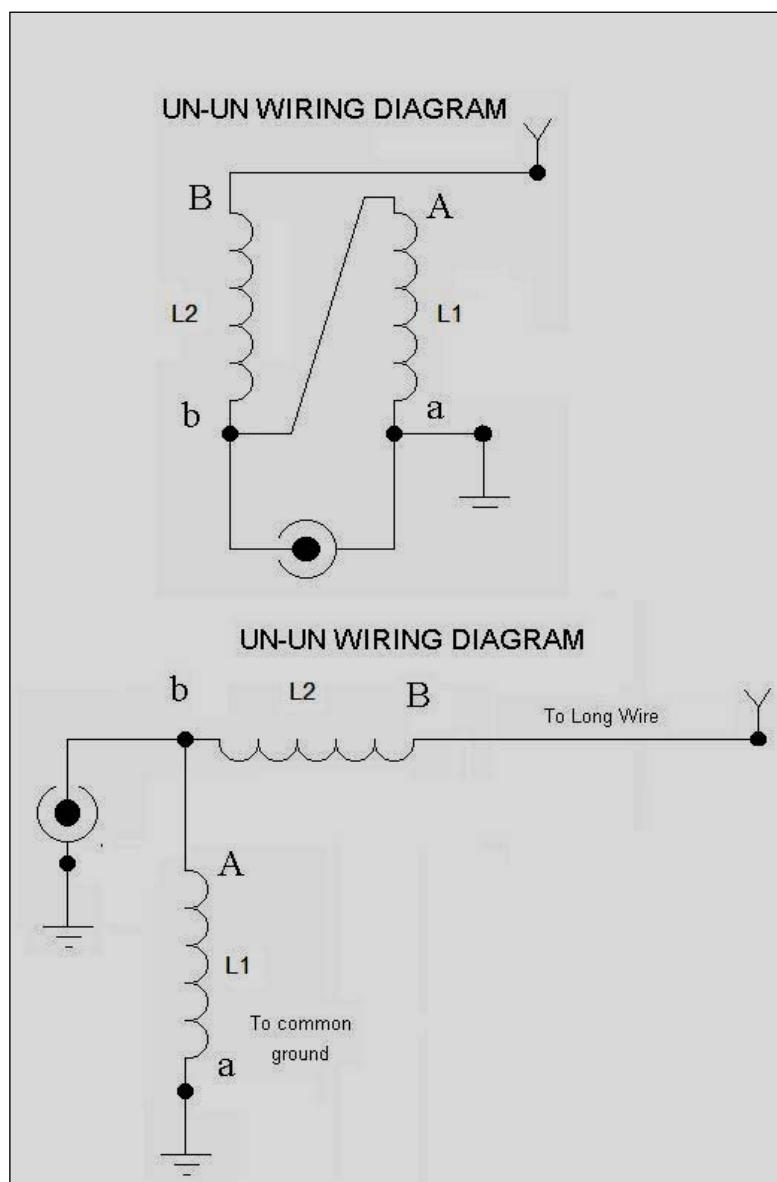 UN-UN WIRING DIAGRAM
B
A
L2
L1
b
a
UN-UN WIRING DIAGRAM
b
L2
B
To Long Wire
A
L1
To common
ground
a